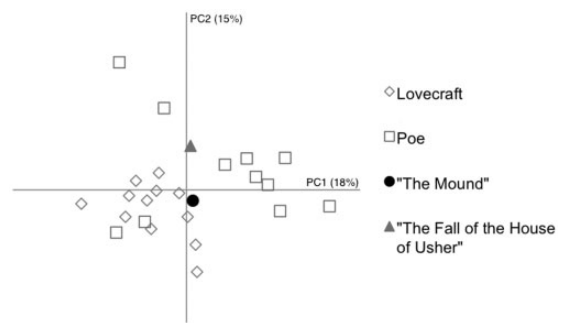 PC2 (15%)
Lovecraft
Poe
PC1 (18%)
"The Mound"
"The Fall of the House
of Usher"